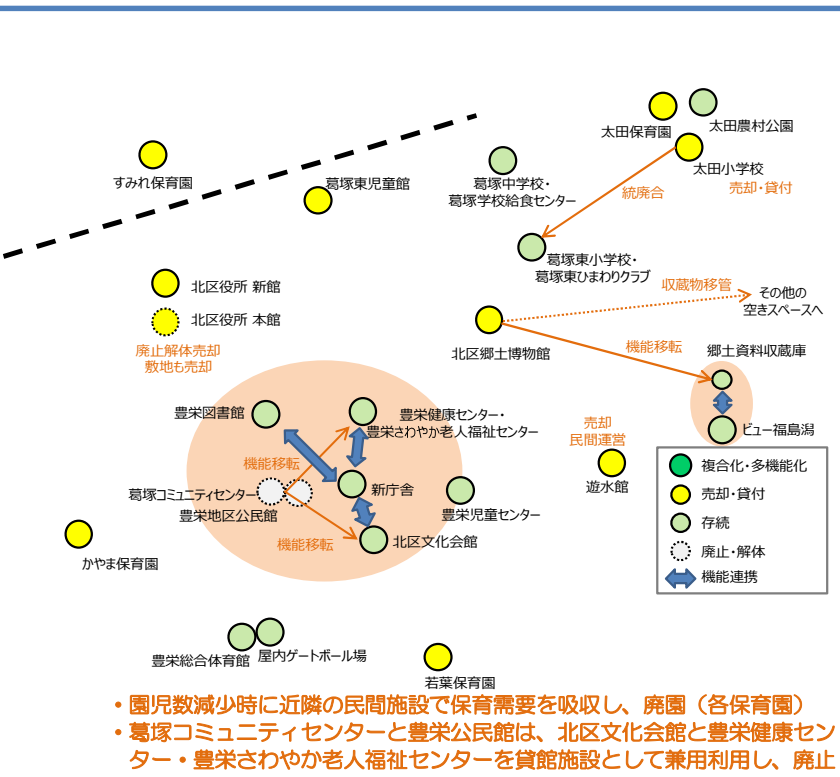 太田保育園
太田農村公園
太田小学校
売却・貸付
すみれ保育園
葛塚東児童館
葛塚中学校・
葛塚学校給食センター
統廃合
葛塚東小学校・
葛塚東ひまわりクラブ
北区役所 新館
北区役所 本館
廃止解体売却
敷地も売却
収蔵物移管
その他の
空きスペースへ
北区郷土博物館
機能移転
郷土資料収蔵庫
ビュー福島潟
豊栄図書館
豊栄健康センター・
豊栄さわやか老人福祉センター
売却
民間運営
遊水館
機能移転
葛塚コミュニティセンター
豊栄地区公民館
新庁舎
豊栄児童センター
機能移転
北区文化会館
かやま保育園
複合化・多機能化
売却・貸付
存続
廃止・解体
機能連携
豊栄総合体育館
屋内ゲートボール場
若葉保育園
・園児数減少時に近隣の民間施設で保育需要を吸収し、廃園（各保育園）
・葛塚コミュニティセンターと豊栄公民館は、北区文化会館と豊栄健康セン
ター・豊栄さわやか老人福祉センターを貸館施設として兼用利用し、廃止